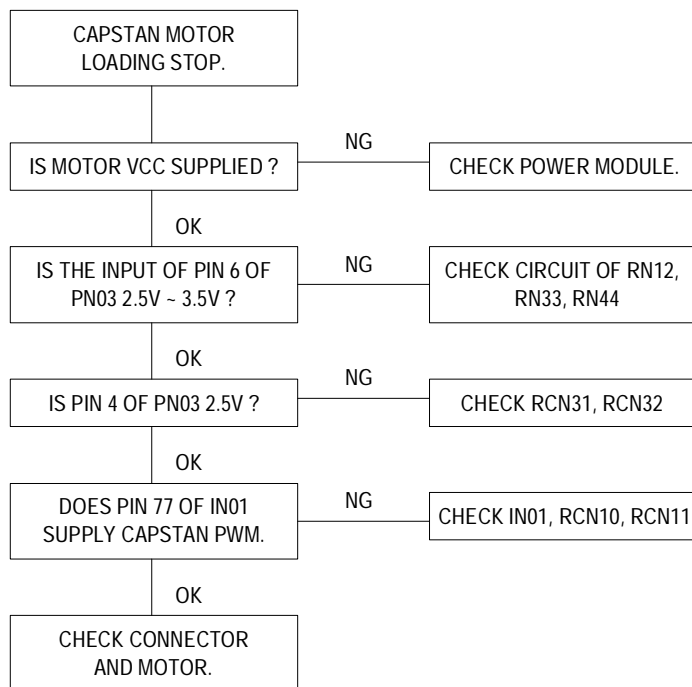 CAPSTAN MOTOR
LOADING STOP.
IS MOTOR VCC SUPPLIED ?
NG
CHECK POWER MODULE.
OK
IS THE INPUT OF PIN 6 OF
PN03 2.5V ~ 3.5V ?
NG
CHECK CIRCUIT OF RN12,
RN33, RN44
OK
IS PIN 4 OF PN03 2.5V ?
NG
CHECK RCN31, RCN32
OK
DOES PIN 77 OF IN01
SUPPLY CAPSTAN PWM.
NG
CHECK IN01, RCN10, RCN11
OK
CHECK CONNECTOR
AND MOTOR.